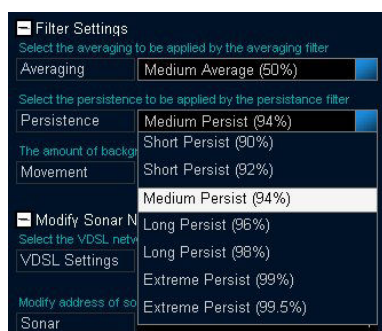 Filter Settings
Select the averaging to be applied by the averaging filter
Averaging Medium Average (50%)
Select the persistence to be applied by the persistance filter
Persistence Medium Persist (94%)
Short Persist (90%)
The amount of
Short Persist (92%)
Movement
Medium Persist (94%)
Modify Sonar
Long Persist (96%)
Select the VDSL
VDSL Settings
Long Persist (98%)
Extreme Persist (99%)
Modify address of
Extreme Persist (99.5%)
Sonar